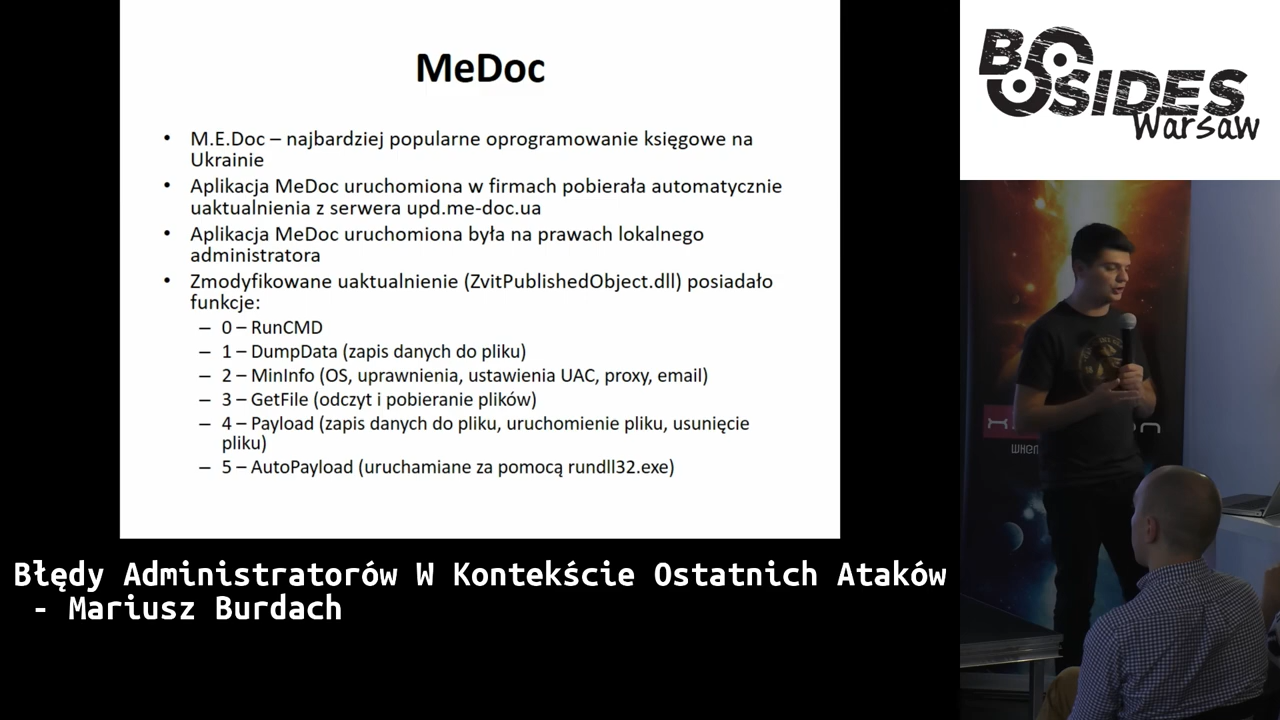 MeDoc
• M.E.Doc – najbardziej popularne oprogramowanie księgowe na
Ukrainie
• Aplikacja MeDoc uruchomiona w firmach pobierała automatycznie
uaktualnienia z serwera upd.me-doc.ua
• Aplikacja MeDoc uruchomiona była na prawach lokalnego
administratora
• Zmodyfikowane uaktualnienie (ZvitPublishedObject.dll) posiadało
funkcje:
– 0 – RunCMD
– 1 – DumpData (zapis danych do pliku)
– 2 – MinInfo (OS, uprawnienia, ustawienia UAC, proxy, email)
– 3 – GetFile (odczyt i pobieranie plików)
– 4 – Payload (zapis danych do pliku, uruchomienie pliku, usunięcie
pliku)
– 5 – AutoPayload (uruchamiane za pomocą rundll32.exe)
Błędy Administratorów W Kontekście Ostatnich Ataków
- Mariusz Burdach
BSIDES
Warsaw